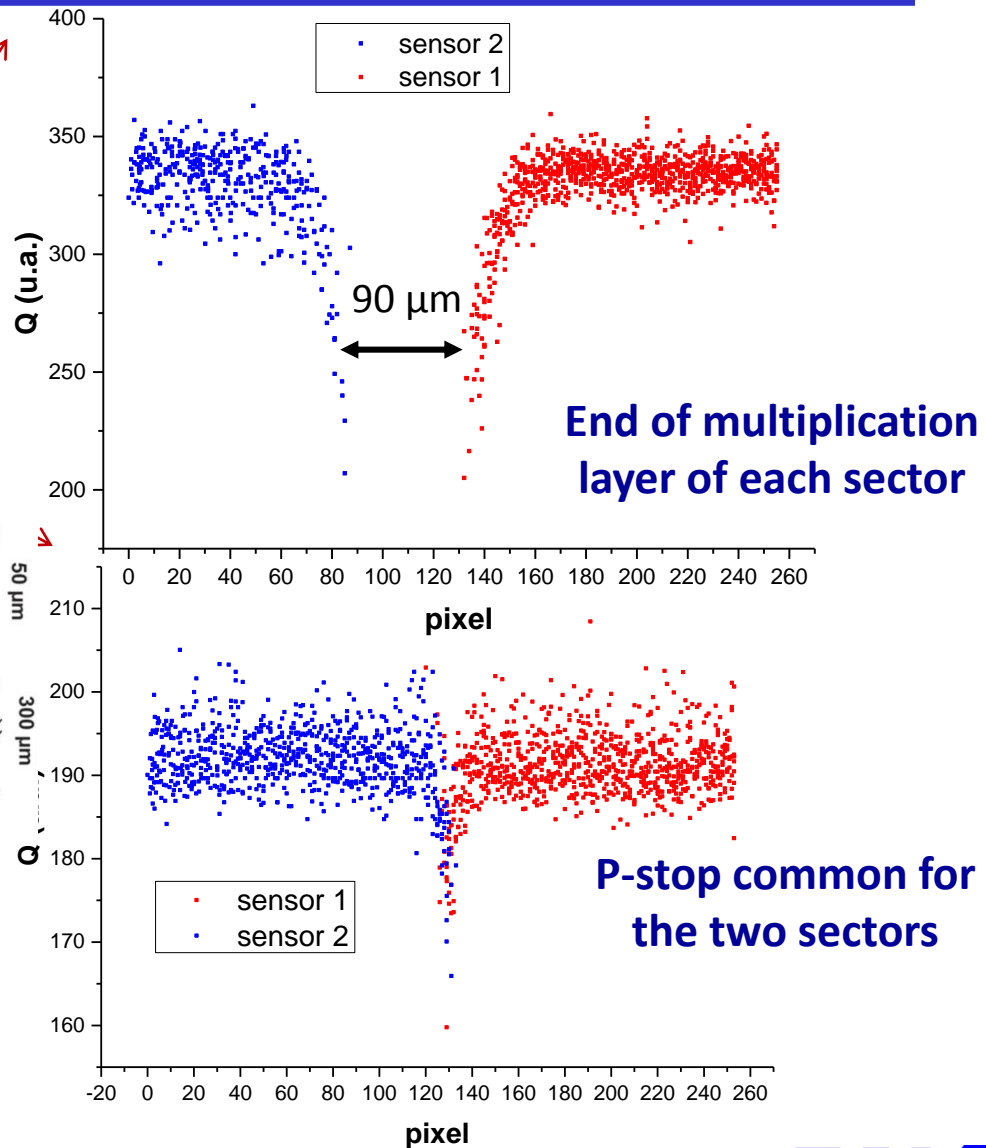 400
350
300
250
200
Q (u.a.)
sensor 2
sensor 1
90 µm
End of multiplication
layer of each sector
0 20 40 60 80 100 120 140 160 180 200 220 240 260
pixel
50 µm
300 µm
210
200
190
180
170
160
Q (
sensor 1
sensor 2
P-stop common for
the two sectors
-20 0 20 40 60 80 100 120 140 160 180 200 220 240 260
pixel